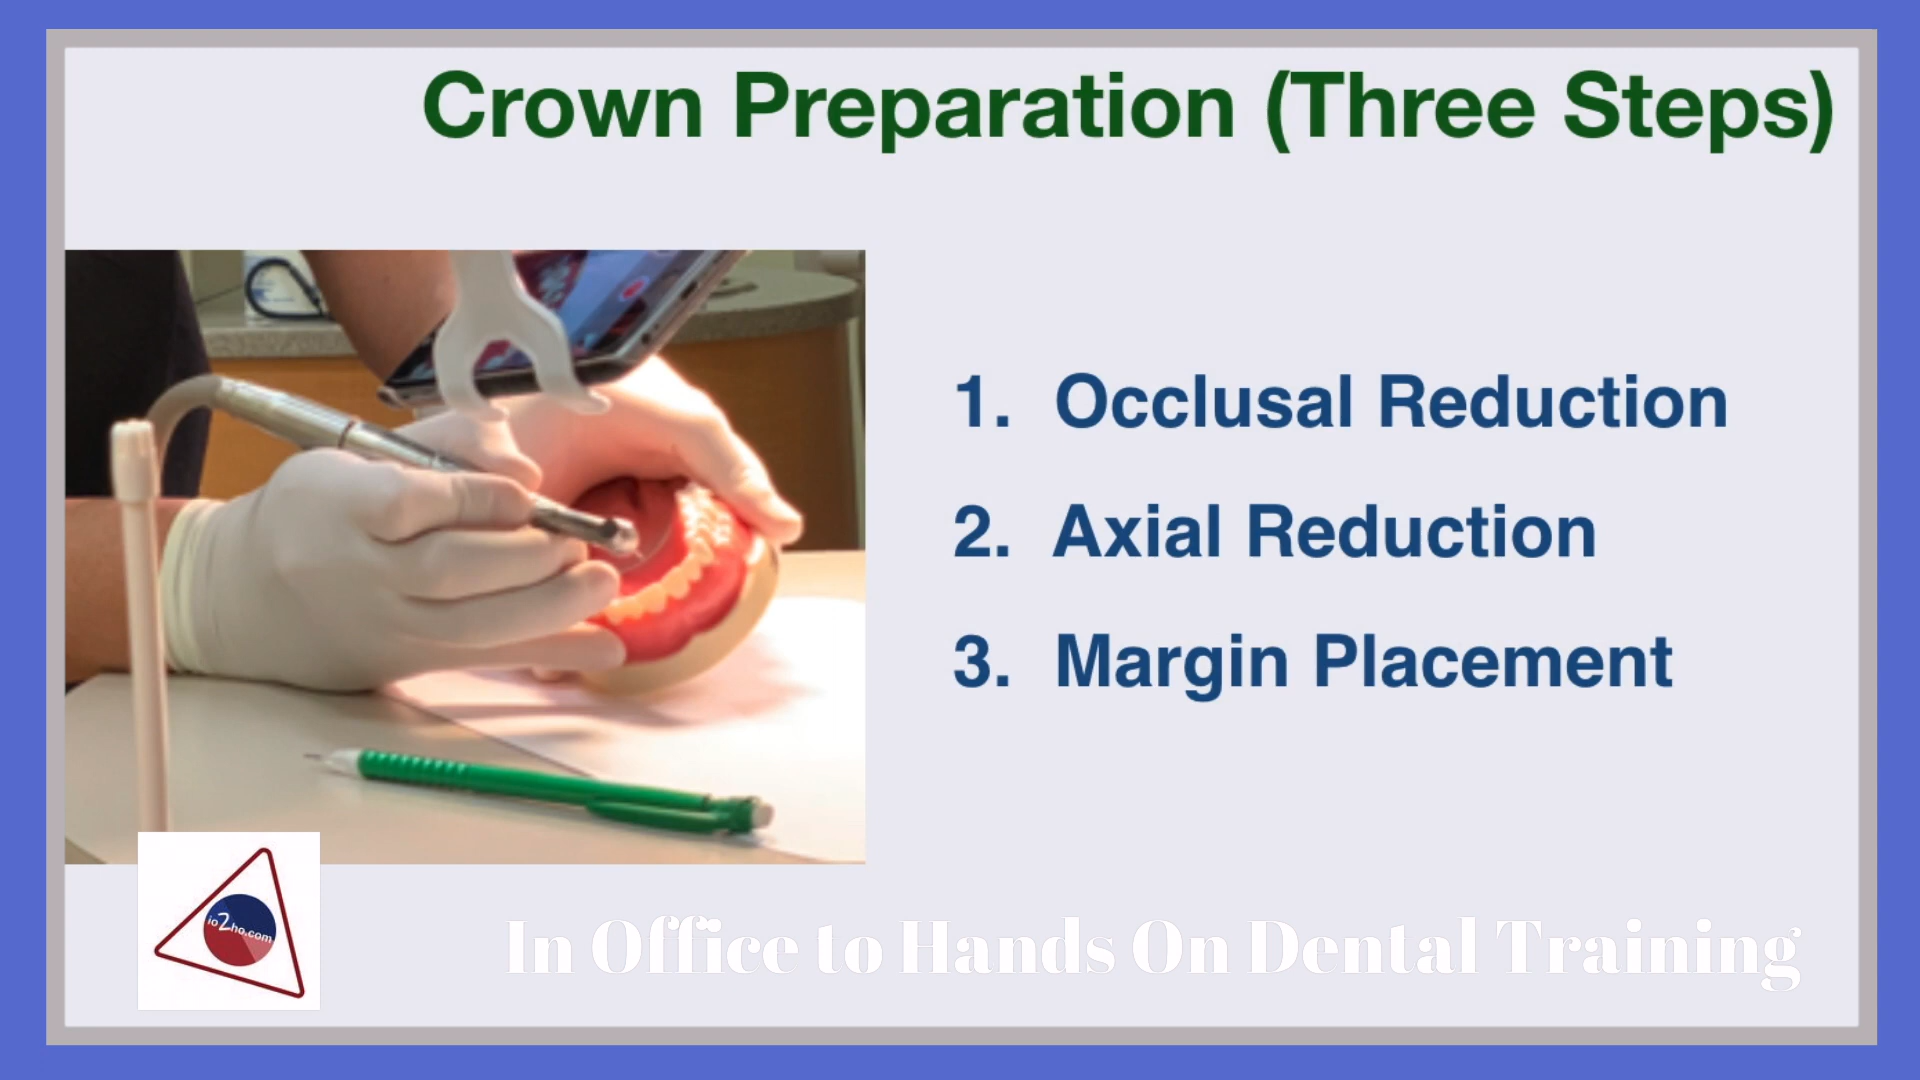 Crown Preparation (Three Steps)
1. Occlusal Reduction
2. Axial Reduction
3. Margin Placement
io2ho.com
In Office to Hands On Dental Training